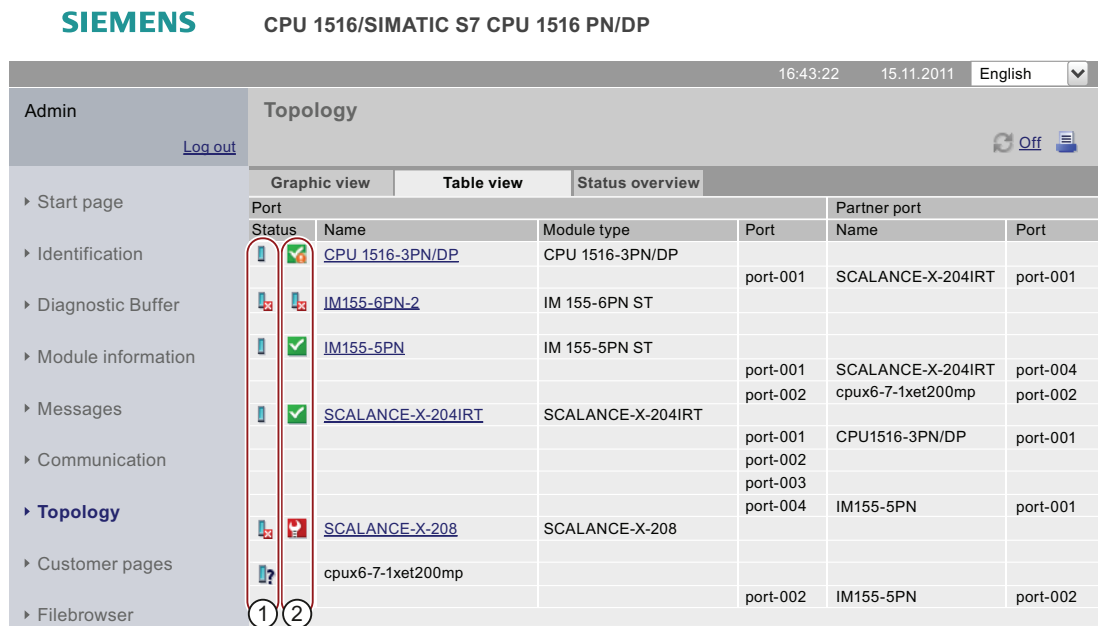 SIEMENS CPU 1516/SIMATIC S7 CPU 1516 PN/DP
16:43:22 15.11.2011 English
Admin
Topology
Log out
Off
Graphic view Table view Status overview
Start page
Identification
Diagnostic Buffer
Module information
Messages
Communication
Topology
Customer pages
Filebrowser
Port Partner port
Status Name Module type Port Name Port
CPU 1516-3PN/DP CPU 1516-3PN/DP
port-001 SCALANCE-X-204IRT port-001
IM155-6PN-2 IM 155-6PN ST
IM155-5PN IM 155-5PN ST
port-001 SCALANCE-X-204IRT port-004
port-002 cpux6-7-1xet200mp port-002
SCALANCE-X-204IRT SCALANCE-X-204IRT
port-001 CPU1516-3PN/DP port-001
port-002
port-003
port-004 IM155-5PN port-001
SCALANCE-X-208 SCALANCE-X-208
? cpux6-7-1xet200mp
port-002 IM155-5PN port-002
1 2